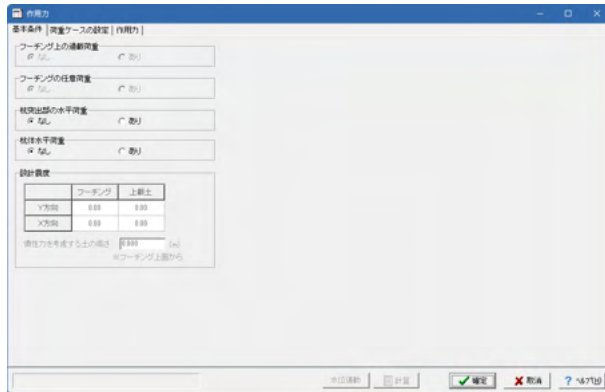 作用力
基本条件 荷重ケースの設定 作用力
フーチング上の過載荷重
なし あり
フーチングの任意荷重
なし あり
杭突出部の水平荷重
なし あり
杭体水平荷重
なし あり
設計震度
フーチング 上載土
Y方向 0.00 0.00
X方向 0.00 0.00
慣性力を考慮する土の高さ 0.000 (m)
※フーチング上面から
水位連動 計算 確定 取消 ? ヘルプ(H)